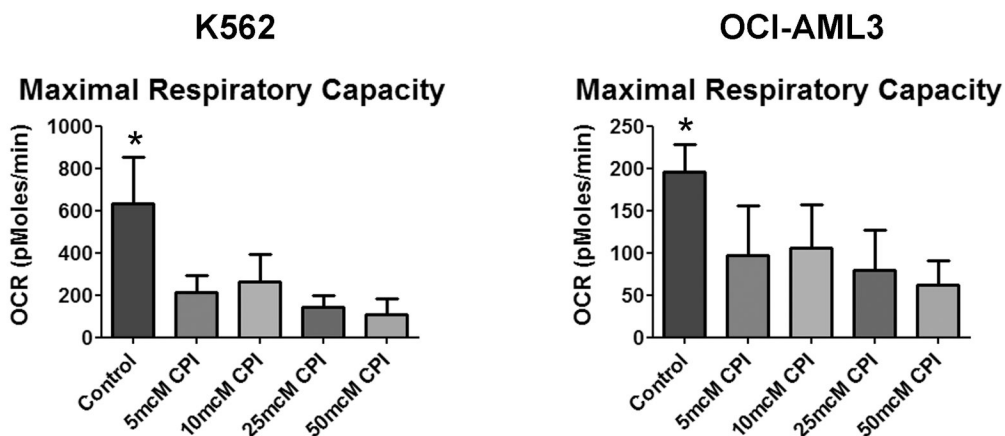 K562
Maximal Respiratory Capacity
OCR (pMoles/min)
1000
800
600
400
200
0
*
Control
5mcM CPI
10mcM CPI
25mcM CPI
50mcM CPI
OCI-AML3
Maximal Respiratory Capacity
OCR (pMoles/min)
250
200
150
100
50
0
*
Control
5mcM CPI
10mcM CPI
25mcM CPI
50mcM CPI